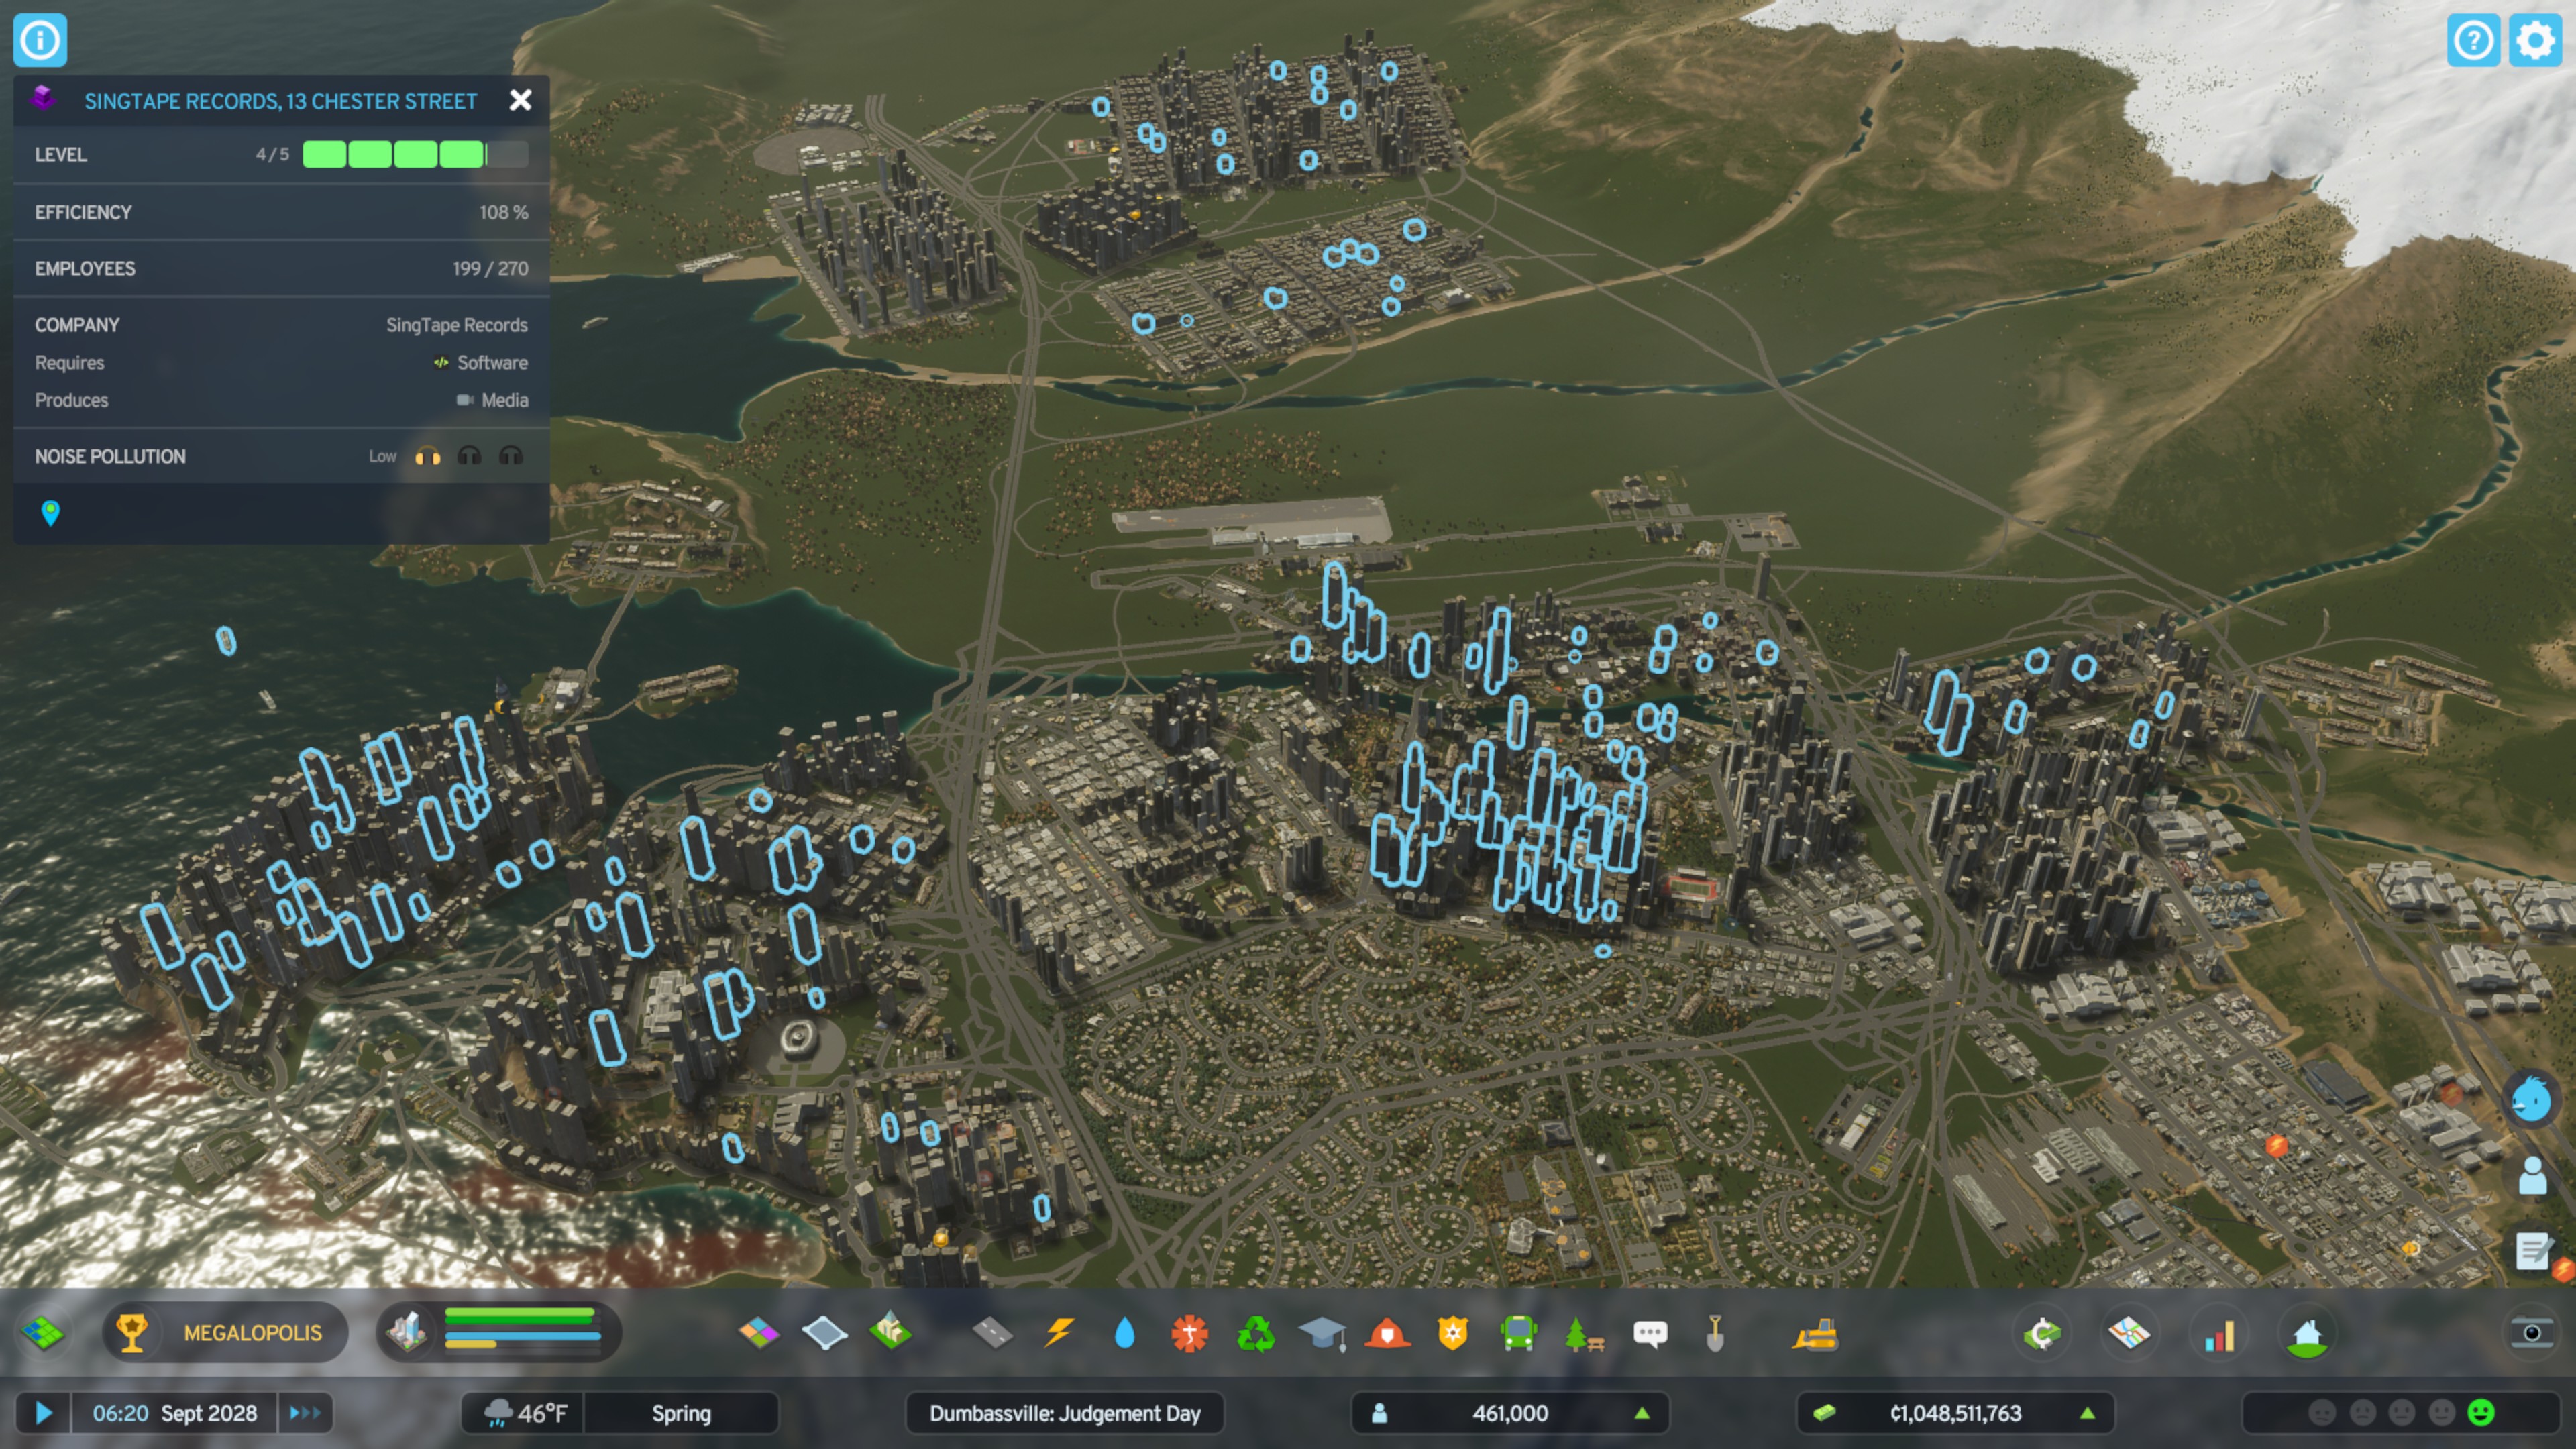 SINGTAPE RECORDS, 13 CHESTER STREET
LEVEL 4/5
EFFICIENCY 108 %
EMPLOYEES 199 / 270
COMPANY SingTape Records
Requires Software
Produces Media
NOISE POLLUTION Low
MEGALOPOLIS
06:20 Sept 2028
46°F
Spring
Dumbassville: Judgement Day
461,000
¢1,048,511,763